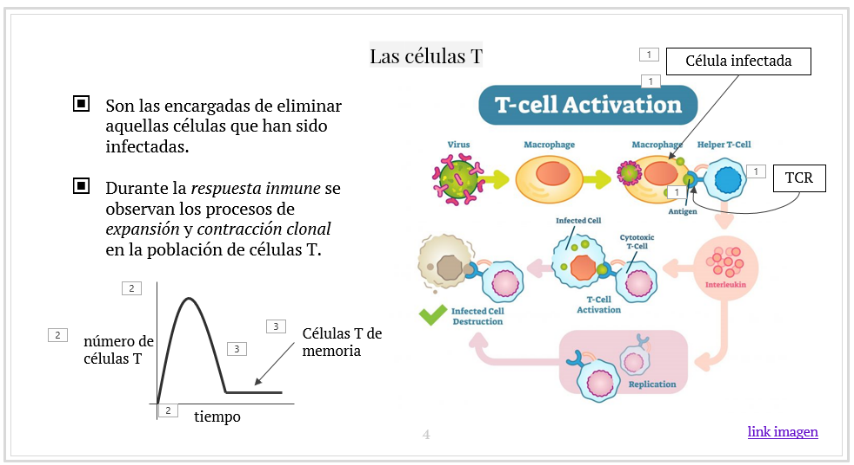 Las células T
1
Célula infectada
1
T-cell Activation
Son las encargadas de eliminar
aquellas células que han sido
infectadas.
Durante la respuesta inmune se
observan los procesos de
expansión y contracción clonal
en la población de células T.
Virus
Macrophage
Macrophage
Helper T-Cell
1
TCR
1
Antigen
Infected Cell
Cytotoxic
T-Cell
T-Cell
Activation
Interleukin
Infected Cell
Destruction
Replication
2
2
número de
células T
3
3
Células T de
memoria
2
tiempo
4
link imagen